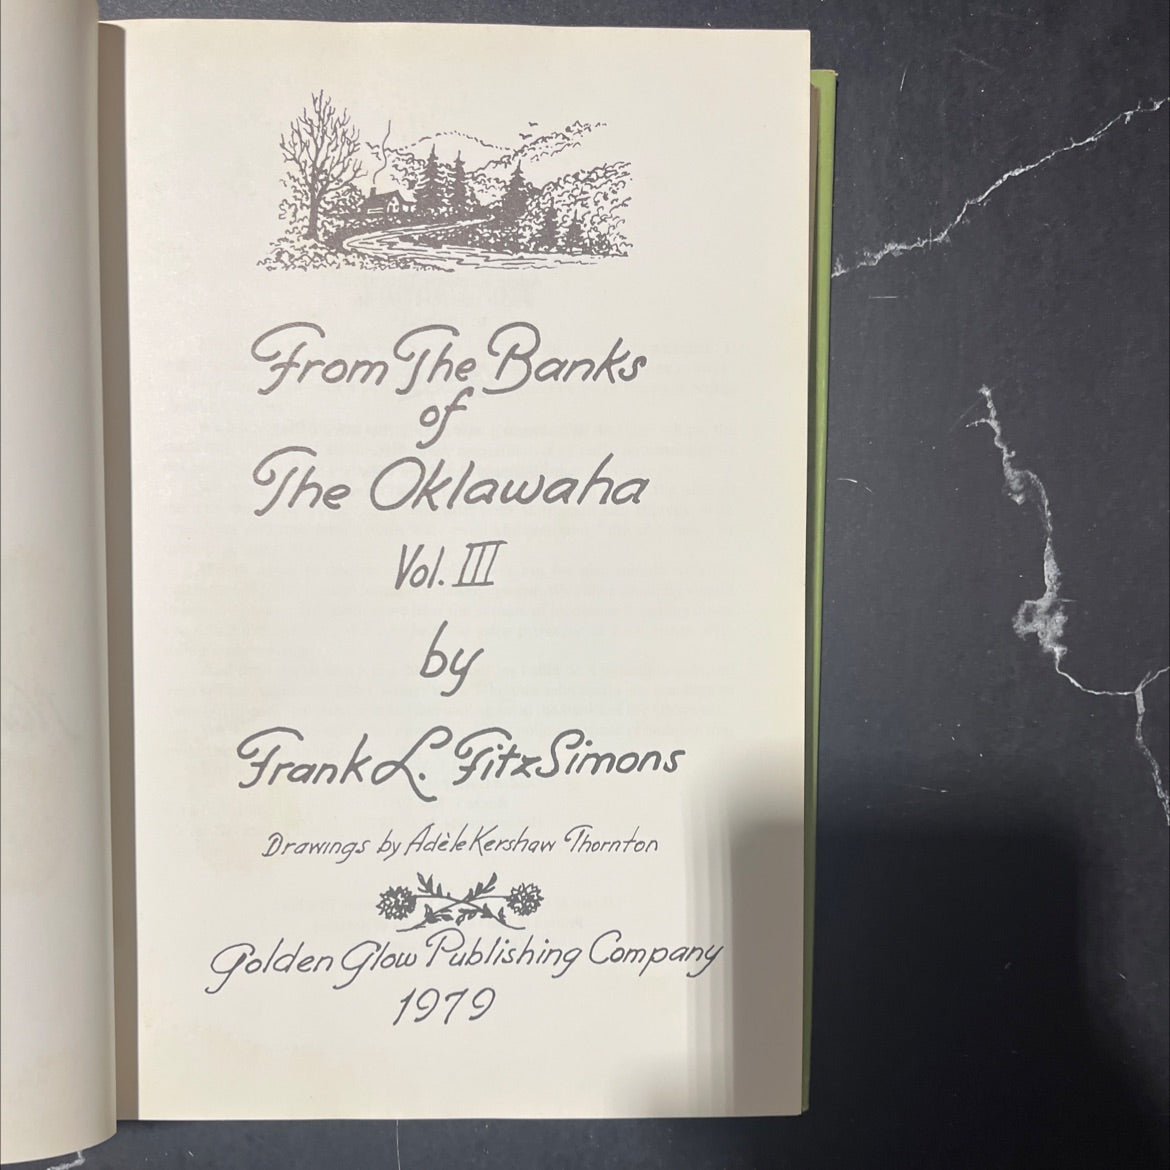 From The Banks
of
The Oklawaha
Vol. III
by
Frank L. FitzSimons
Drawings by Adèle Kershaw Thornton
Golden Glow Publishing Company
1979